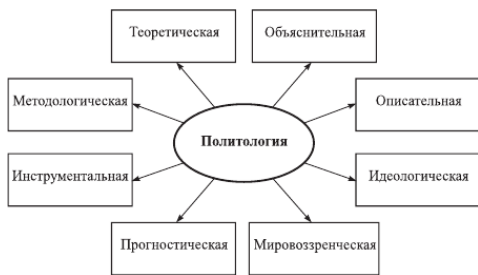 Теоретическая
Объяснительная
Методологическая
Описательная
Политология
Инструментальная
Идеологическая
Прогностическая
Мировоззренческая